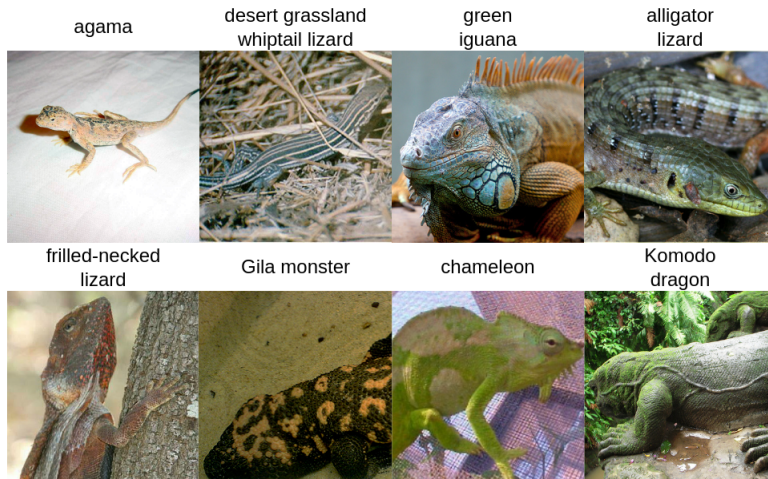 agama
desert grassland
whiptail lizard
green
iguana
alligator
lizard
frilled-necked
lizard
Gila monster
chameleon
Komodo
dragon